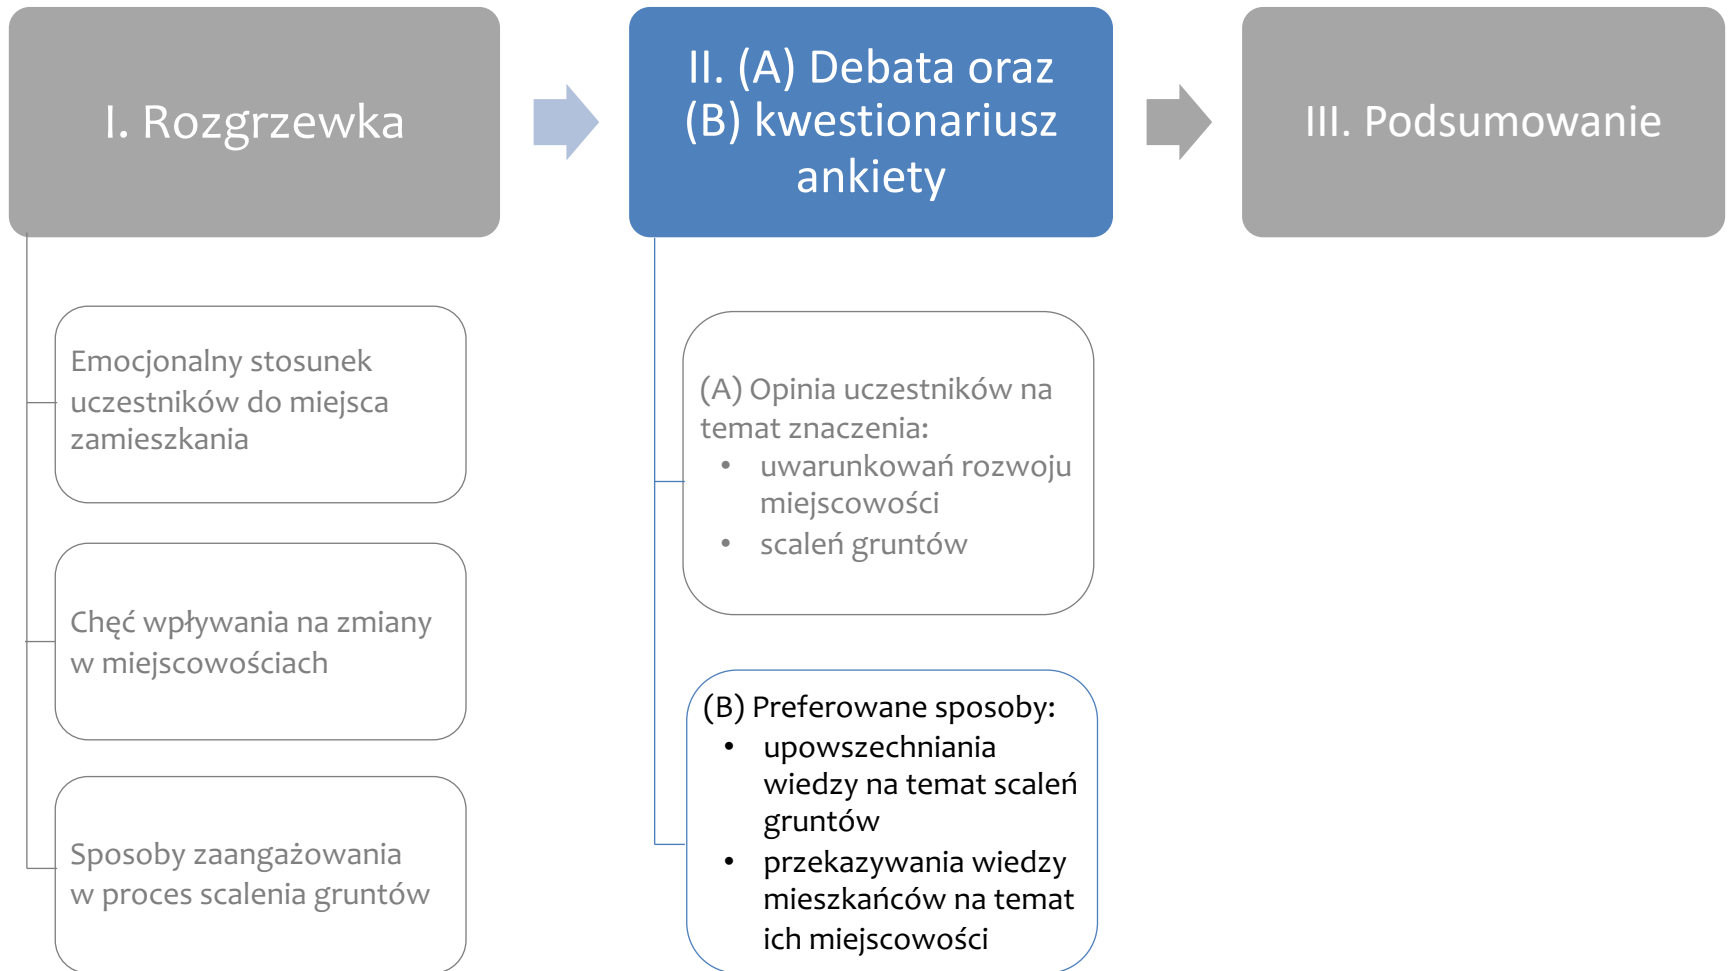 I. Rozgrzewka
II. (A) Debata oraz
(B) kwestionariusz
ankiety
III. Podsumowanie
Emocjonalny stosunek
uczestników do miejsca
zamieszkania
Chęć wpływania na zmiany
w miejscowościach
Sposoby zaangażowania
w proces scalenia gruntów
(A) Opinia uczestników na
temat znaczenia:
• uwarunkowań rozwoju
miejscowości
• scaleń gruntów
(B) Preferowane sposoby:
• upowszechniania
wiedzy na temat scaleń
gruntów
• przekazywania wiedzy
mieszkańców na temat
ich miejscowości